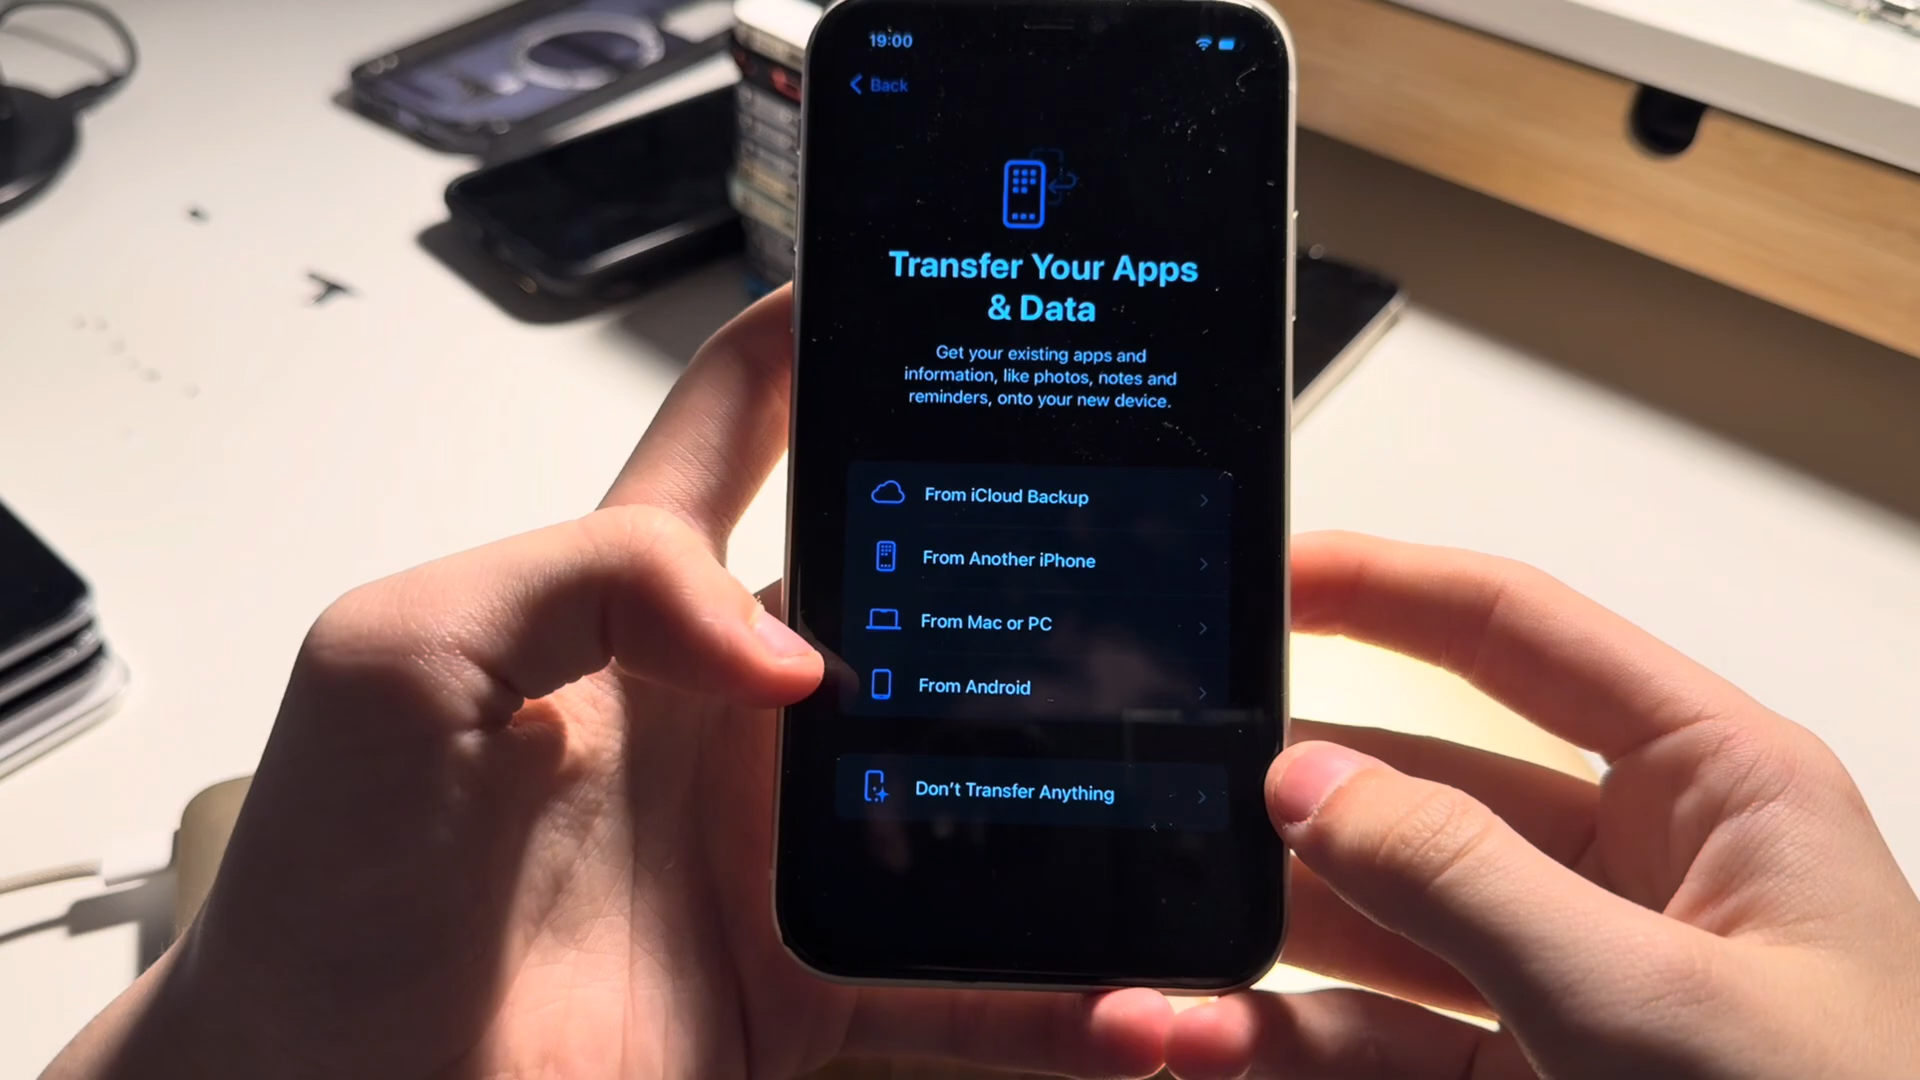 19:00
Back
Transfer Your Apps
& Data
Get your existing apps and
information, like photos, notes and
reminders, onto your new device.
From iCloud Backup
From Another iPhone
From Mac or PC
From Android
Don't Transfer Anything